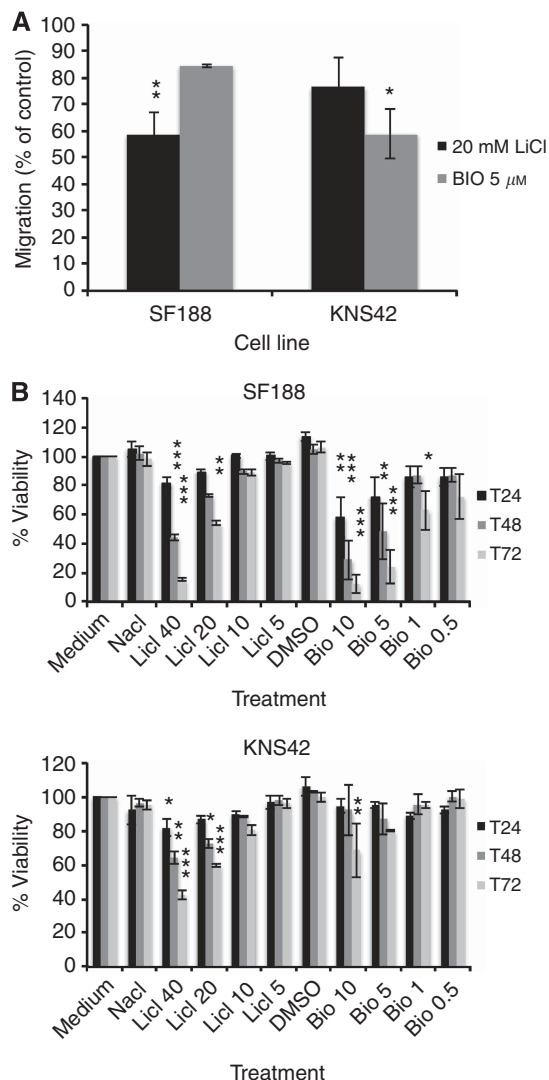 A
Migration (% of control)
100
90
80
70
60
50
40
30
20
10
0
**
*
20 mM LiCl
BIO 5 μM
SF188
KNS42
Cell line
B
SF188
% Viability
140
120
100
80
60
40
20
0
***
***
**
**
***
***
**
***
*
T24
T48
T72
Medium
Nacl
Licl 40
Licl 20
Licl 10
Licl 5
DMSO
Bio 10
Bio 5
Bio 1
Bio 0.5
Treatment
KNS42
% Viability
120
100
80
60
40
20
0
*
**
***
*
***
**
T24
T48
T72
Medium
Nacl
Licl 40
Licl 20
Licl 10
Licl 5
DMSO
Bio 10
Bio 5
Bio 1
Bio 0.5
Treatment